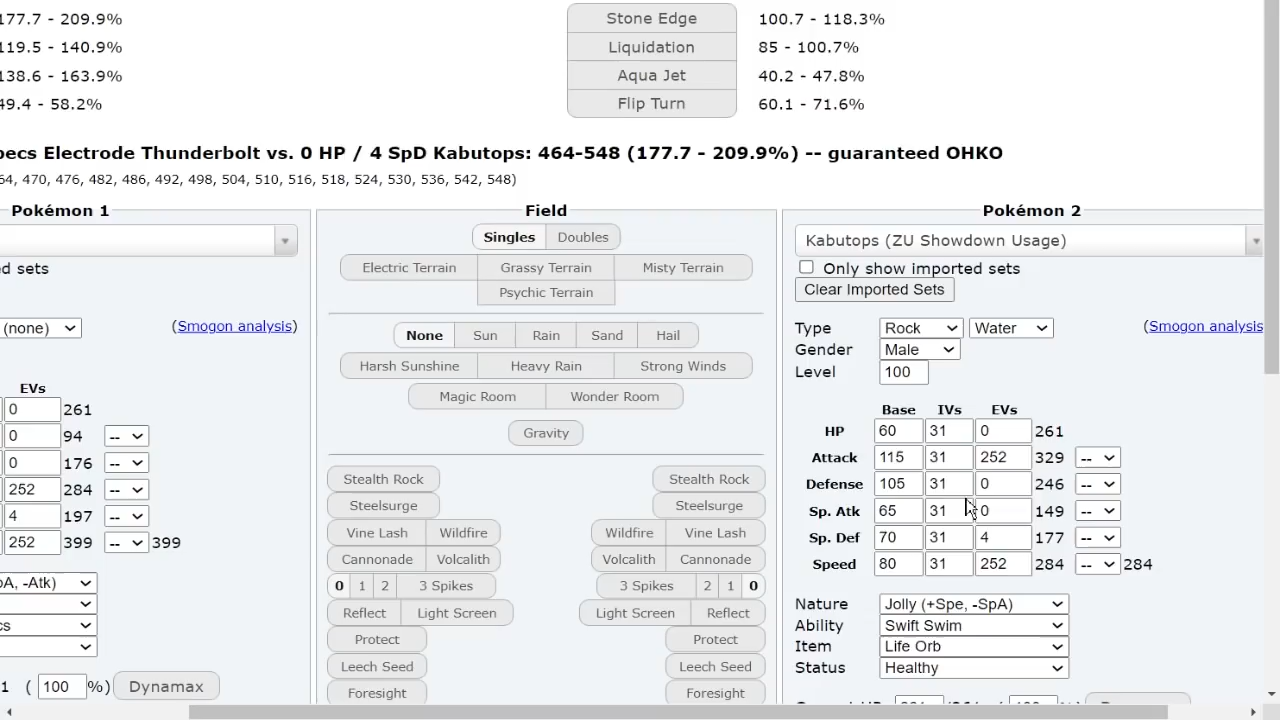 177.7 - 209.9% Stone Edge 100.7 - 118.3%
119.5 - 140.9% Liquidation 85 - 100.7%
138.6 - 163.9% Aqua Jet 40.2 - 47.8%
49.4 - 58.2% Flip Turn 60.1 - 71.6%
pecs Electrode Thunderbolt vs. 0 HP / 4 SpD Kabutops: 464-548 (177.7 - 209.9%) -- guaranteed OHKO
64, 470, 476, 482, 486, 492, 498, 504, 510, 516, 518, 524, 530, 536, 542, 548)
Pokémon 1
ed sets
(none) (Smogon analysis)
EVs
0 261
0 94 --
0 176 --
252 284 --
4 197 --
252 399 -- 399
pA, -Atk)
cs
1 ( 100 %) Dynamax
Field
Singles Doubles
Electric Terrain Grassy Terrain Misty Terrain
Psychic Terrain
None Sun Rain Sand Hail
Harsh Sunshine Heavy Rain Strong Winds
Magic Room Wonder Room
Gravity
Stealth Rock Stealth Rock
Steelsurge Steelsurge
Vine Lash Wildfire Wildfire Vine Lash
Cannonade Volcalith Volcalith Cannonade
0 1 2 3 Spikes 3 Spikes 2 1 0
Reflect Light Screen Light Screen Reflect
Protect Protect
Leech Seed Leech Seed
Foresight Foresight
Pokémon 2
Kabutops (ZU Showdown Usage)
Only show imported sets
Clear Imported Sets
Type Rock Water (Smogon analysis
Gender Male
Level 100
Base IVs EVs
HP 60 31 0 261
Attack 115 31 252 329 --
Defense 105 31 0 246 --
Sp. Atk 65 31 0 149 --
Sp. Def 70 31 4 177 --
Speed 80 31 252 284 -- 284
Nature Jolly (+Spe, -SpA)
Ability Swift Swim
Item Life Orb
Status Healthy